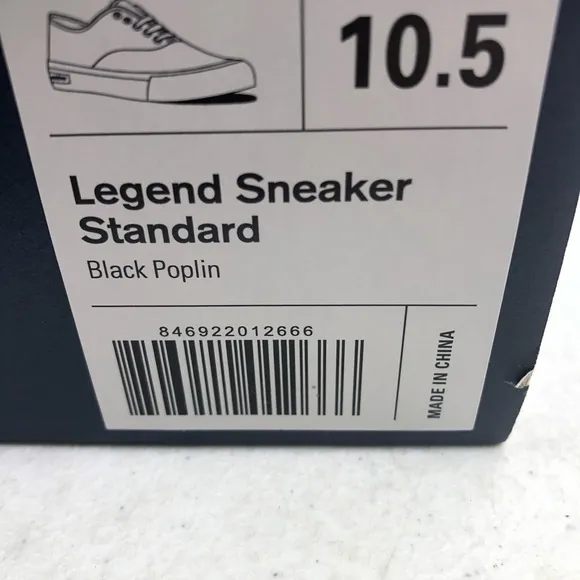 10.5
Legend Sneaker
Standard
Black Poplin
846922012666
MADE IN CHINA